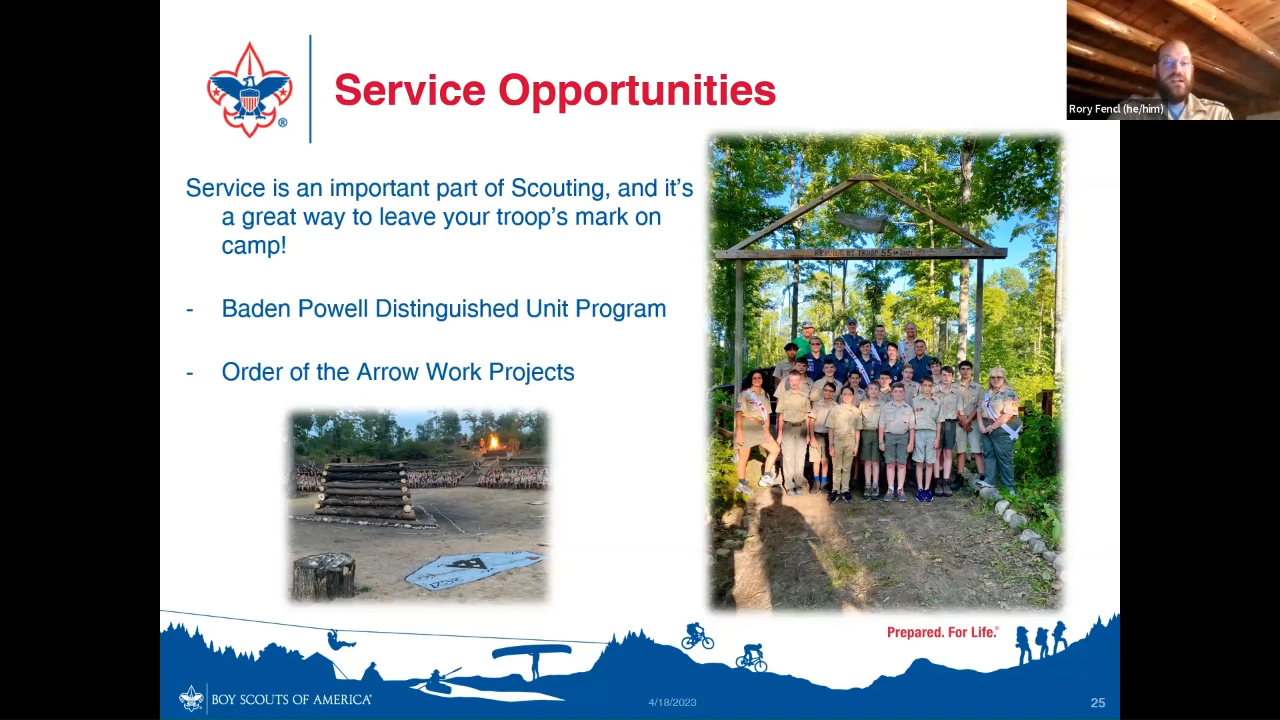 Service Opportunities
Rory Fencl (he/him)
Service is an important part of Scouting, and it's
a great way to leave your troop's mark on
camp!
- Baden Powell Distinguished Unit Program
- Order of the Arrow Work Projects
Prepared. For Life.®
BOY SCOUTS OF AMERICA®
4/18/2023
25